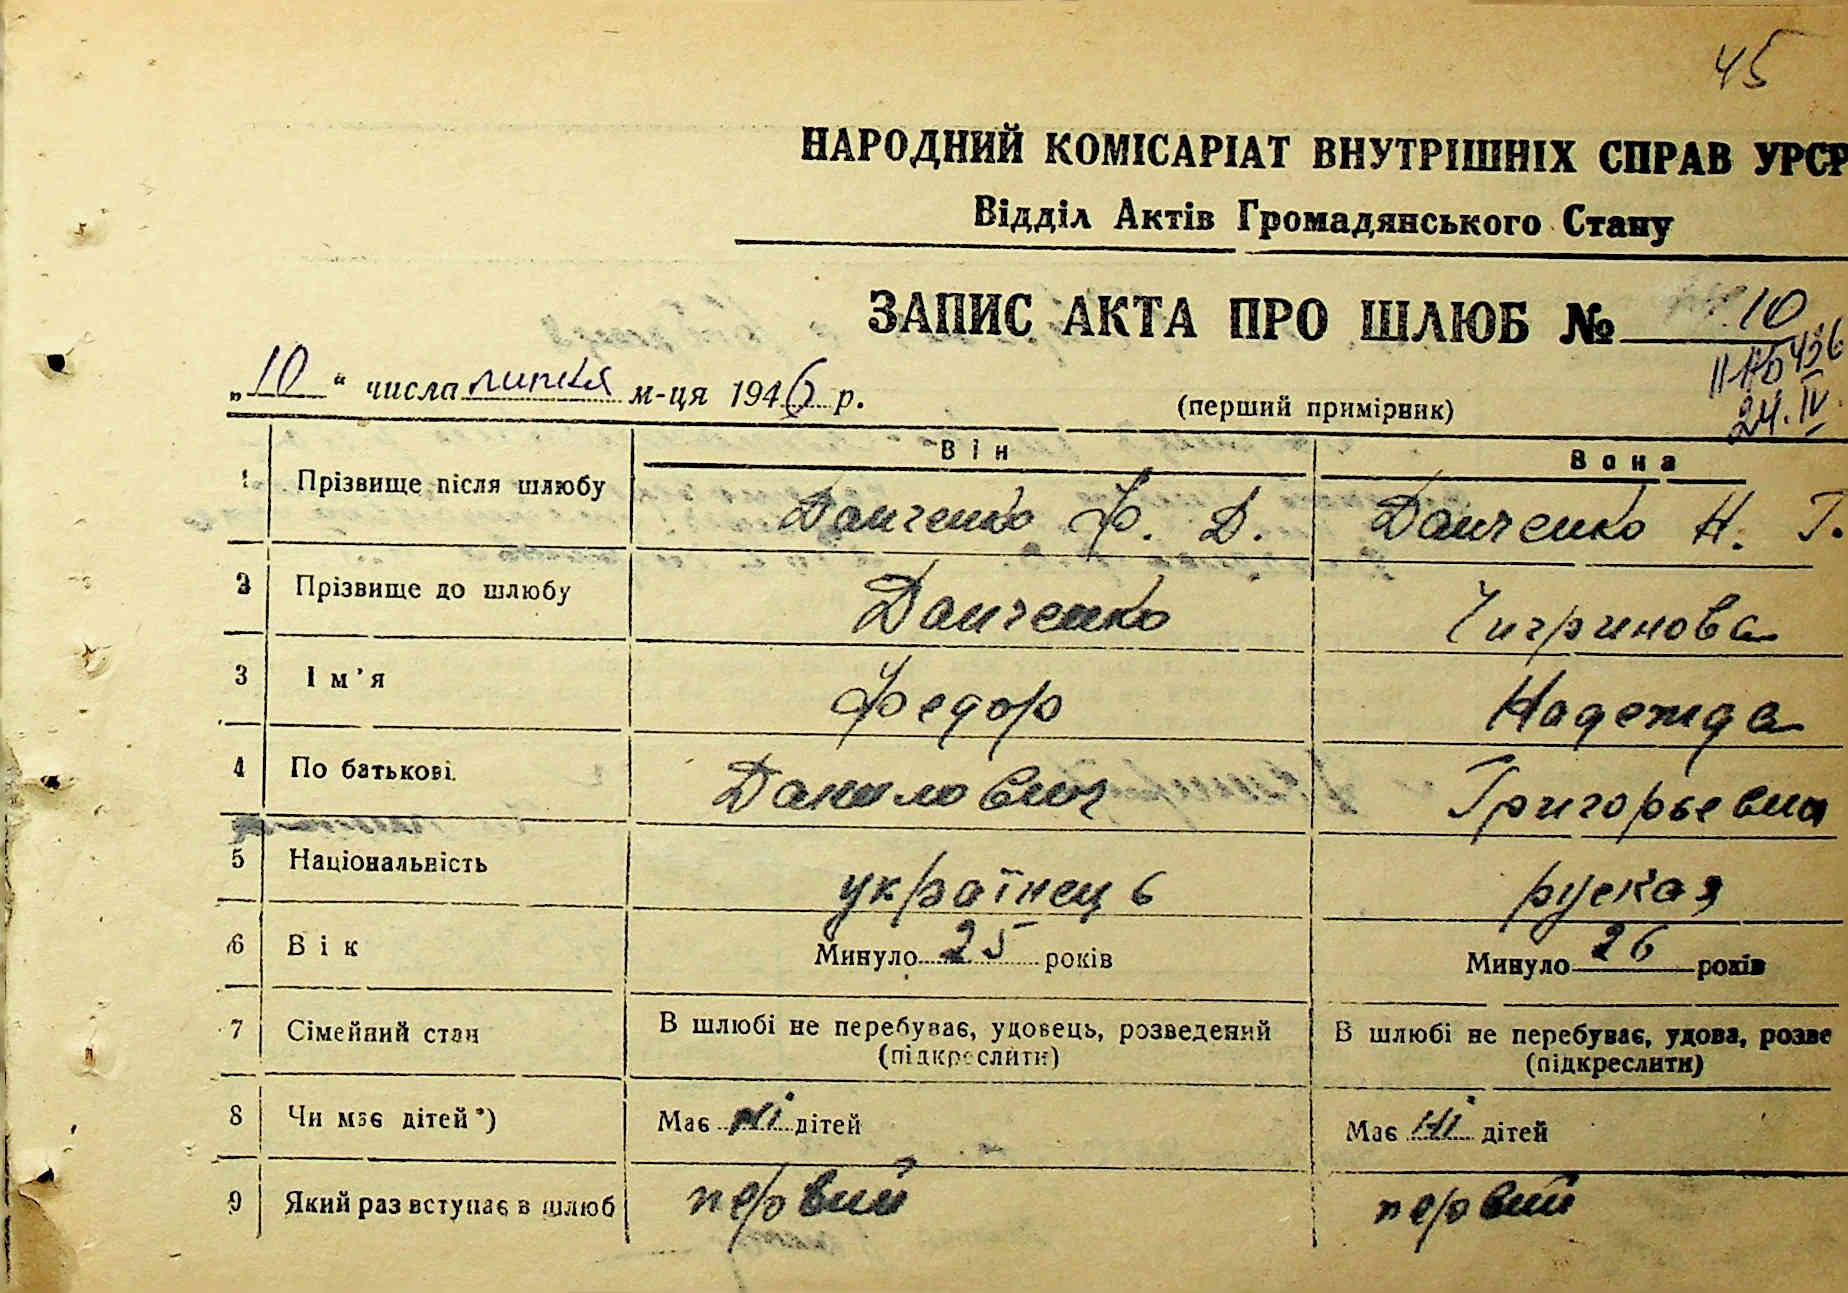 45
НАРОДНИЙ КОМІСАРІАТ ВНУТРІШНІХ СПРАВ УРСР
Відділ Актів Громадянського Стану
ЗАПИС АКТА ПРО ШЛЮБ № 10
„10“ числа липня м-ця 1946 р.
(перший примірник)
24.IV
Він Вона
1 Прізвище після шлюбу Данченко Ф. Д. Данченко Н. Г.
2 Прізвище до шлюбу Данченко Чигринова
3 Ім'я Федор Надежда
4 По батькові Данилович Григорьевна
5 Національність українець руская
6 Вік Минуло 25 років Минуло 26 років
7 Сімейний стан В шлюбі не перебуває, удовець, розведений В шлюбі не перебуває, удова, розве
(підкреслити) (підкреслити)
8 Чи має дітей*) Має ні дітей Має ні дітей
9 Який раз вступає в шлюб первий первий